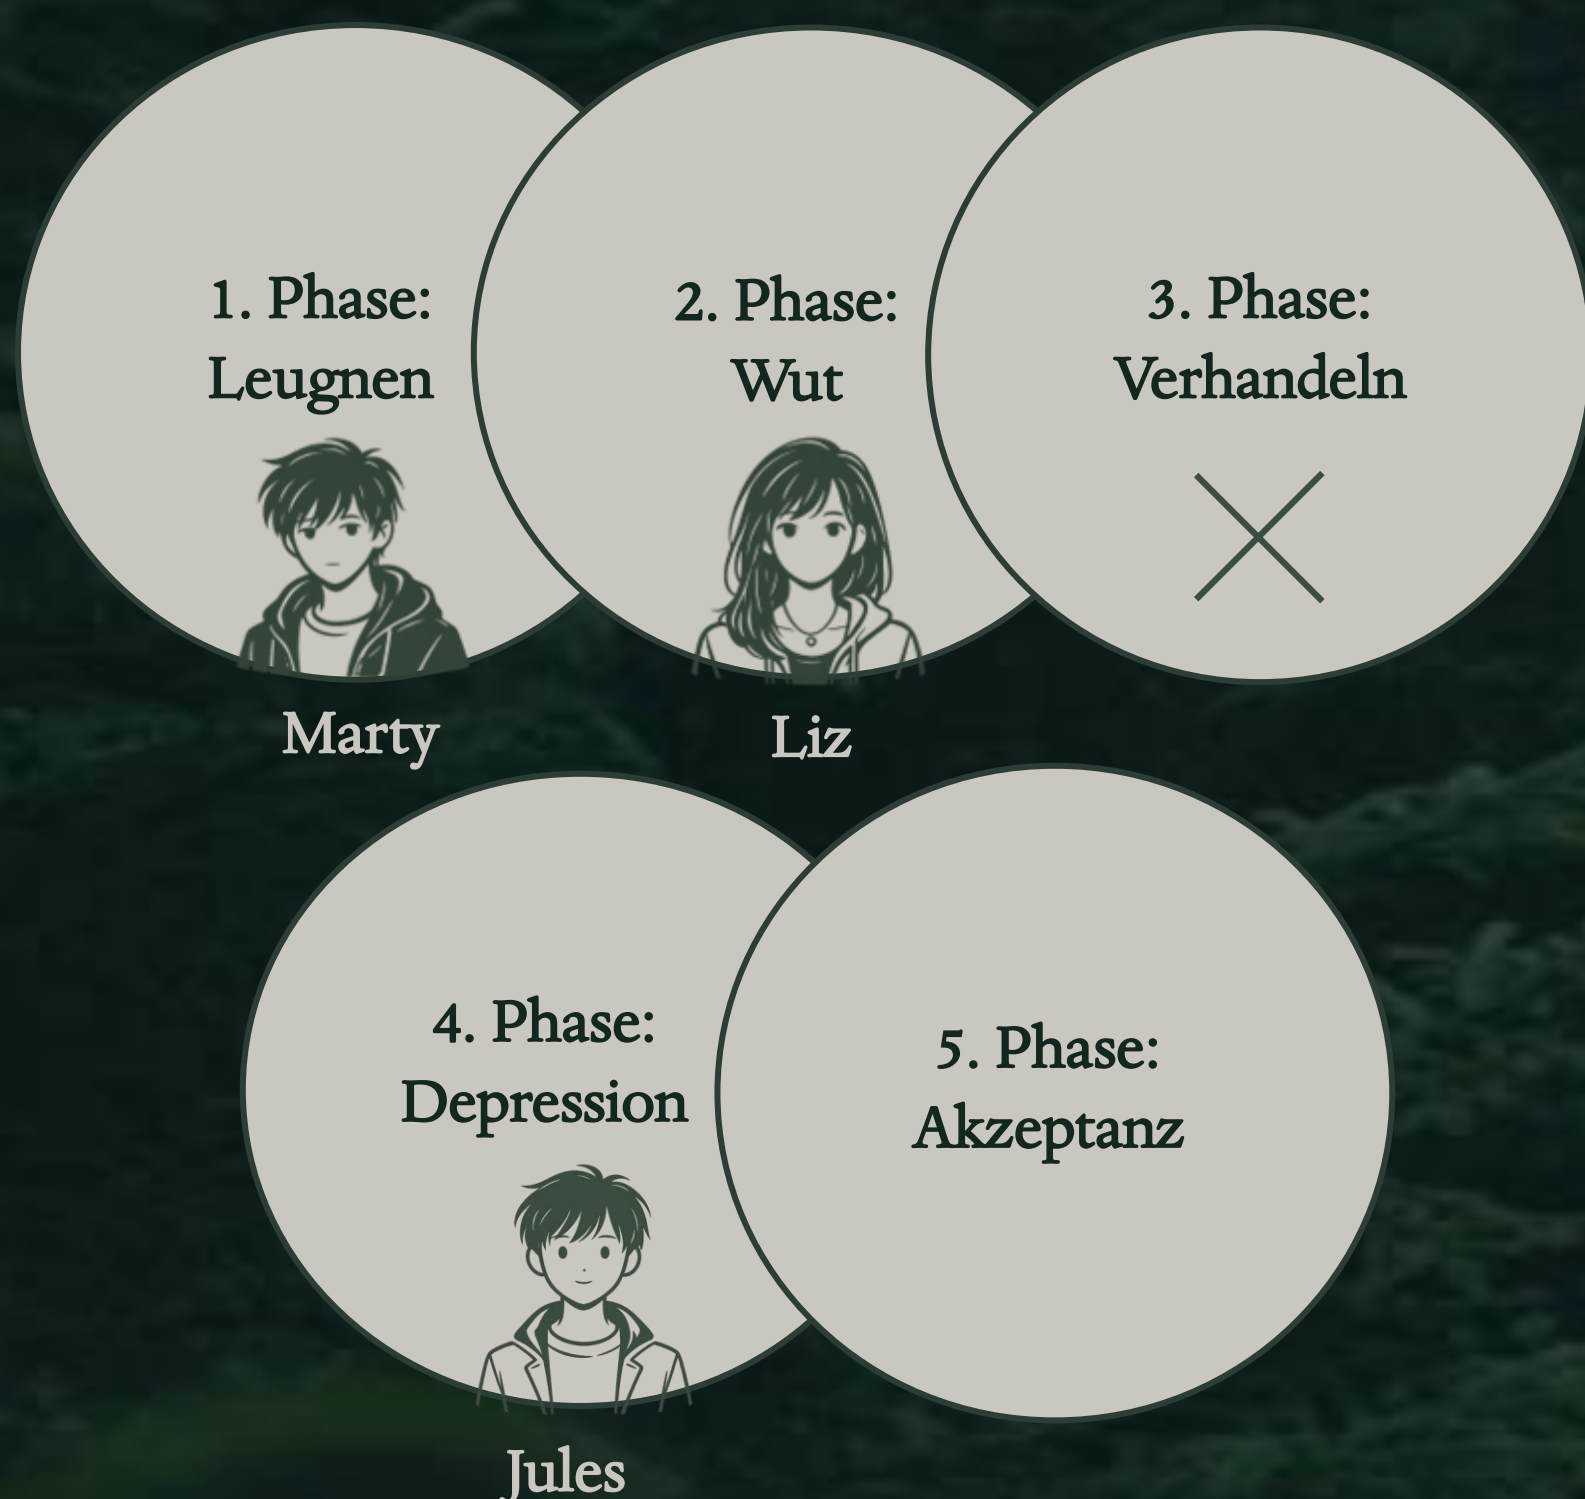 1. Phase:
Leugnen
2. Phase:
Wut
3. Phase:
Verhandeln
Marty
Liz
4. Phase:
Depression
5. Phase:
Akzeptanz
Jules